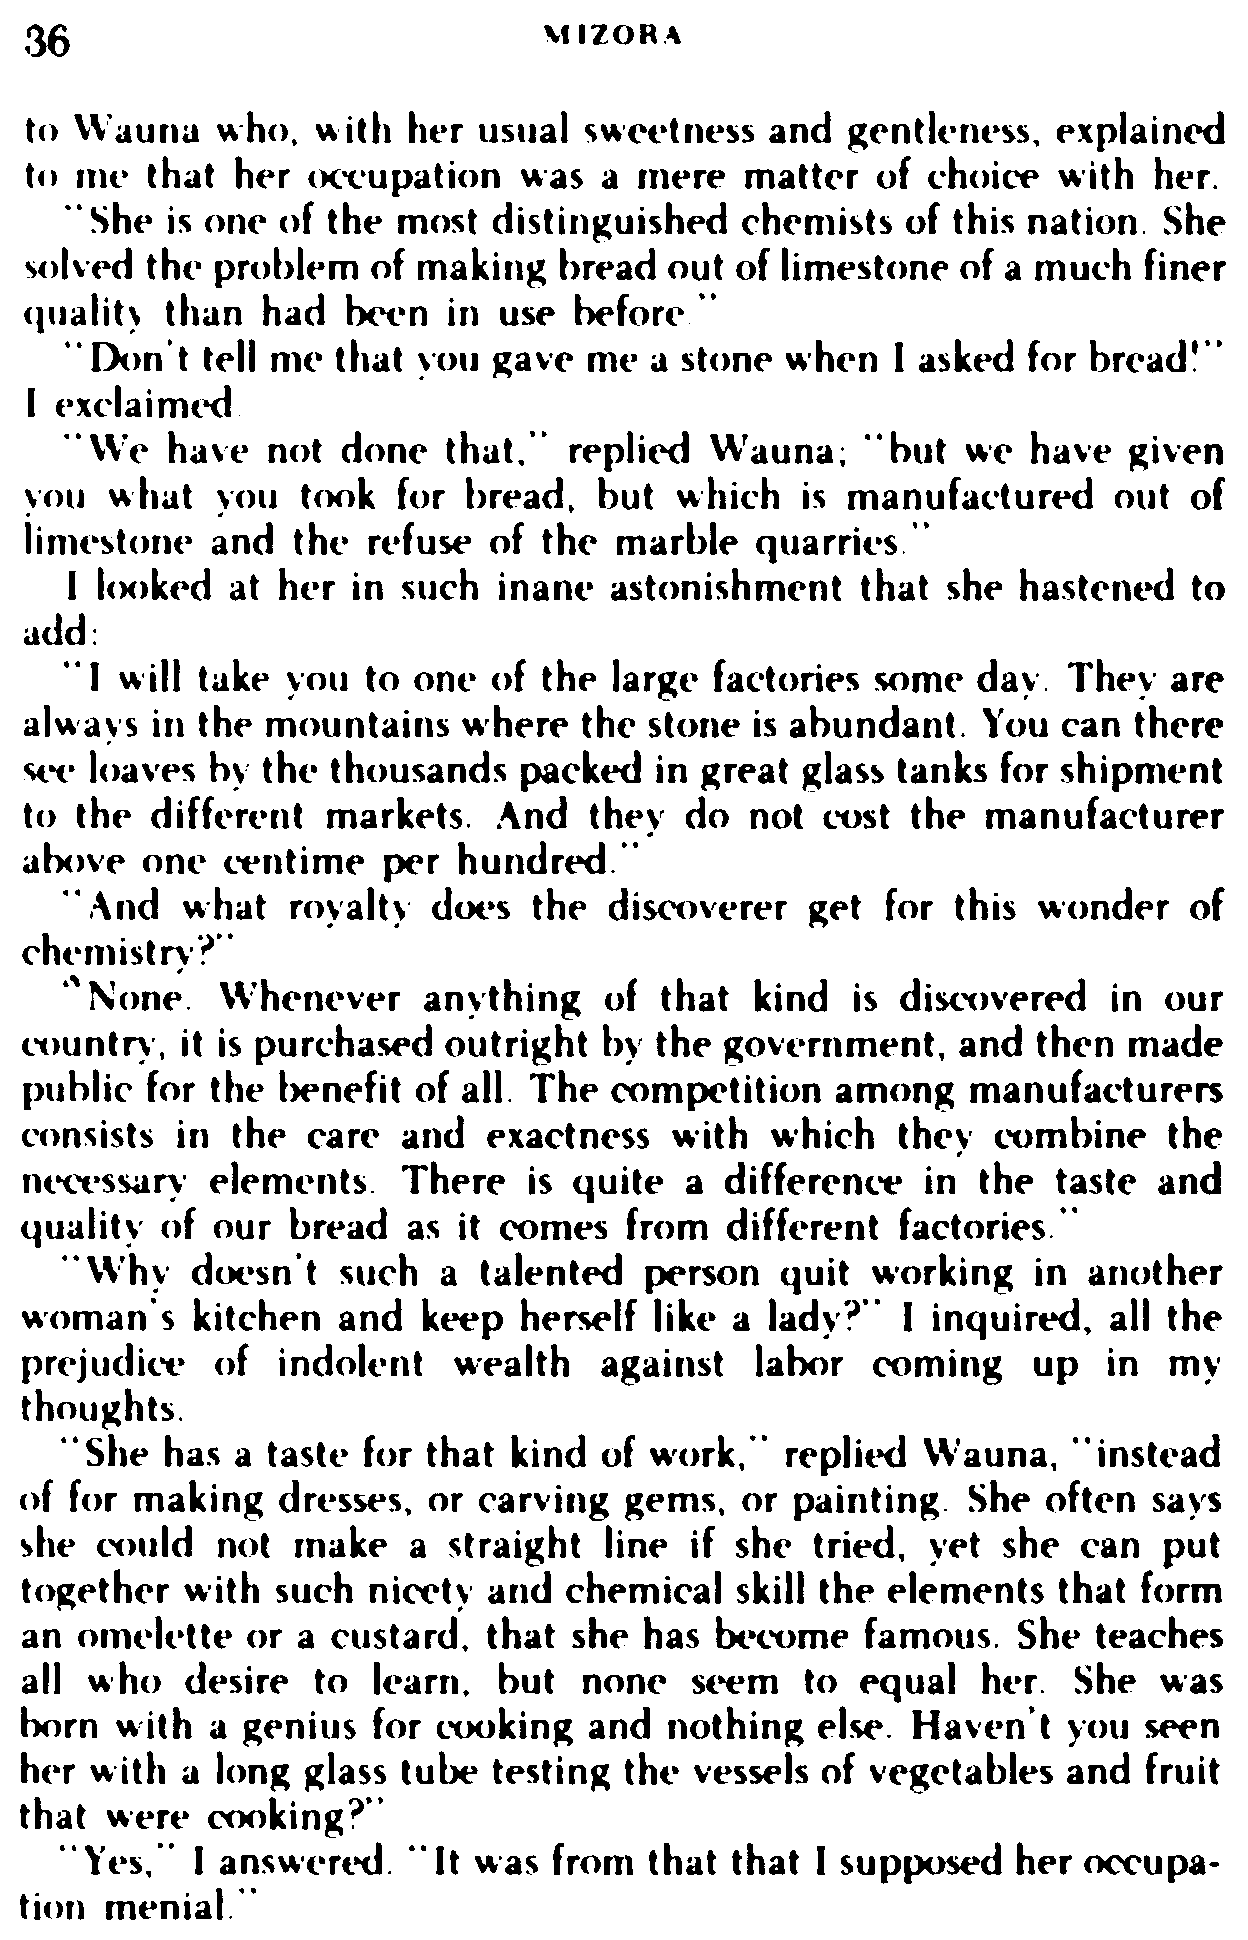 36 MIZORA
to Wauna who, with her usual sweetness and gentleness, explained
to me that her occupation was a mere matter of choice with her.
"She is one of the most distinguished chemists of this nation. She
solved the problem of making bread out of limestone of a much finer
quality than had been in use before."
"Don't tell me that you gave me a stone when I asked for bread!"
I exclaimed.
"We have not done that," replied Wauna; "but we have given
you what you took for bread, but which is manufactured out of
limestone and the refuse of the marble quarries."
I looked at her in such inane astonishment that she hastened to
add:
"I will take you to one of the large factories some day. They are
always in the mountains where the stone is abundant. You can there
see loaves by the thousands packed in great glass tanks for shipment
to the different markets. And they do not cost the manufacturer
above one centime per hundred."
"And what royalty does the discoverer get for this wonder of
chemistry?"
"None. Whenever anything of that kind is discovered in our
country, it is purchased outright by the government, and then made
public for the benefit of all. The competition among manufacturers
consists in the care and exactness with which they combine the
necessary elements. There is quite a difference in the taste and
quality of our bread as it comes from different factories."
"Why doesn't such a talented person quit working in another
woman's kitchen and keep herself like a lady?" I inquired, all the
prejudice of indolent wealth against labor coming up in my
thoughts.
"She has a taste for that kind of work," replied Wauna, "instead
of for making dresses, or carving gems, or painting. She often says
she could not make a straight line if she tried, yet she can put
together with such nicety and chemical skill the elements that form
an omelette or a custard, that she has become famous. She teaches
all who desire to learn, but none seem to equal her. She was
born with a genius for cooking and nothing else. Haven't you seen
her with a long glass tube testing the vessels of vegetables and fruit
that were cooking?"
"Yes," I answered. "It was from that that I supposed her occupa-
tion menial."